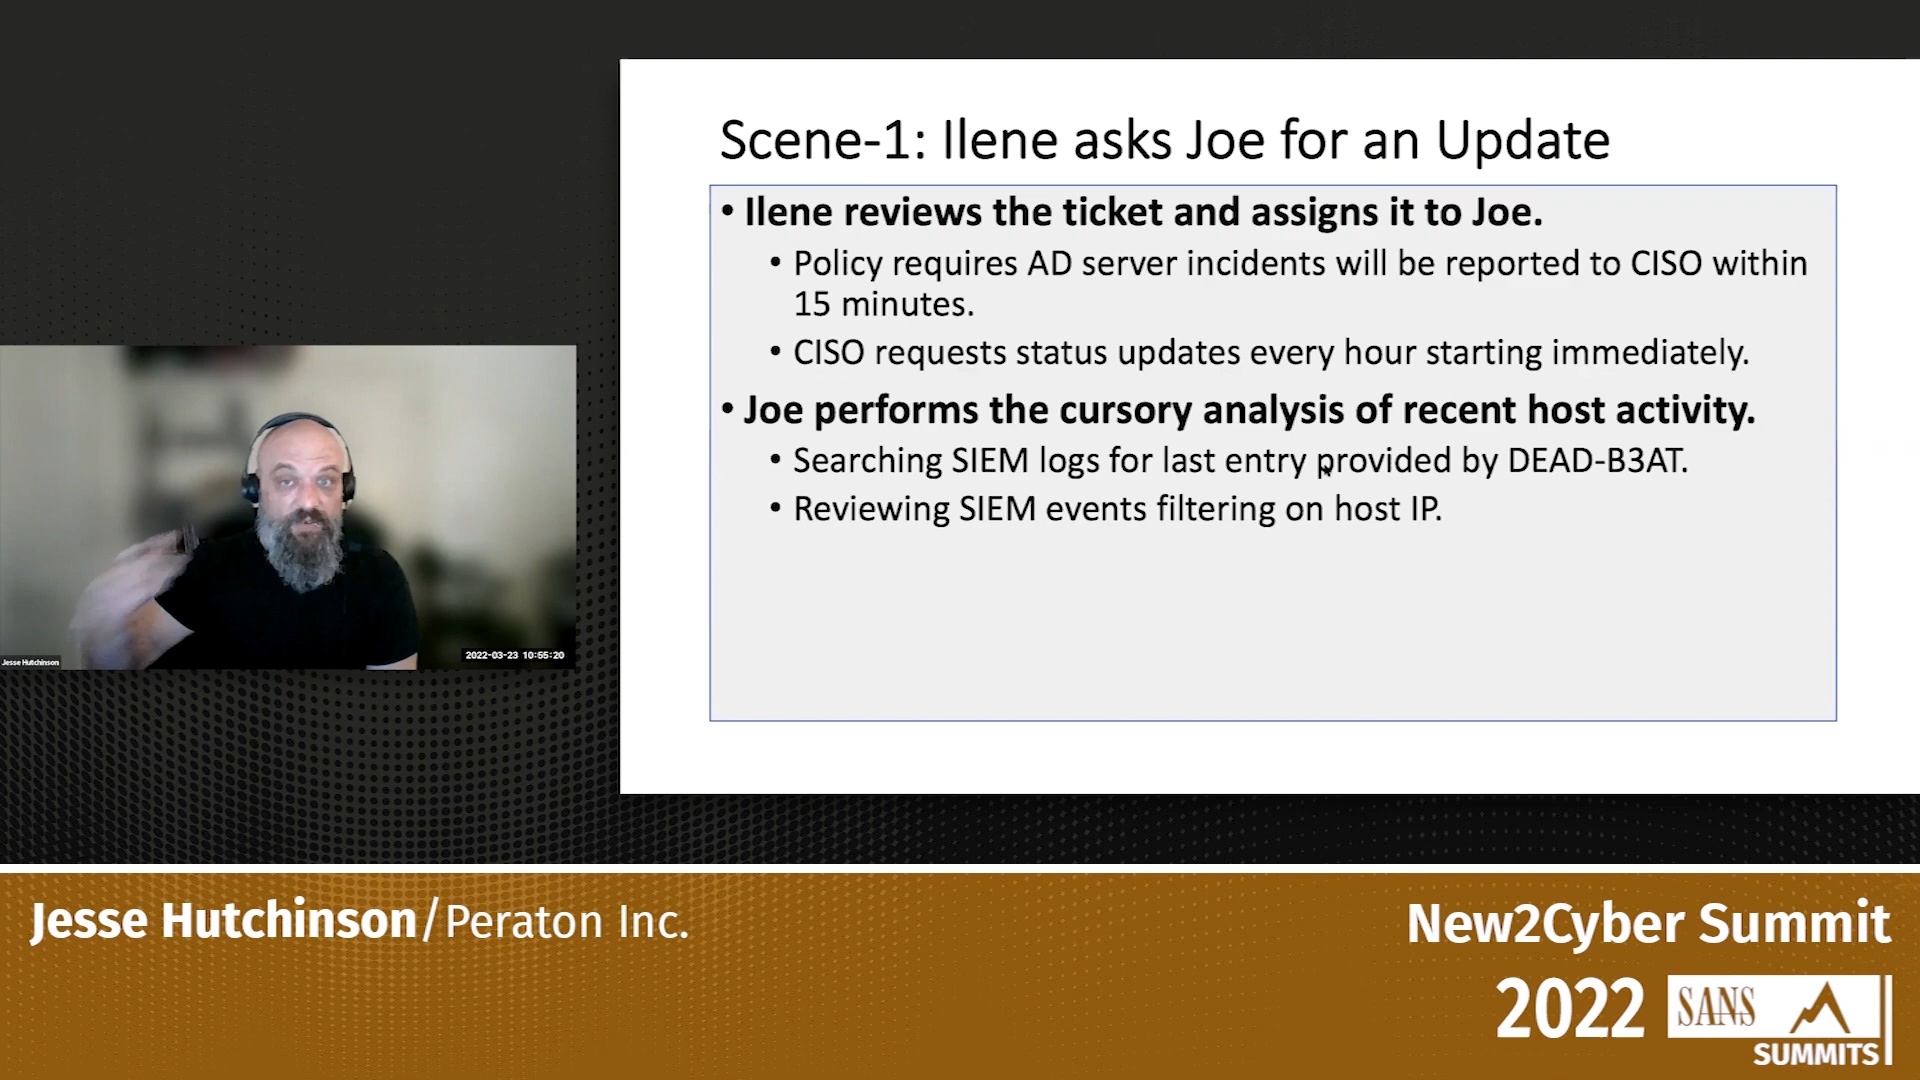 Scene-1: Ilene asks Joe for an Update
• Ilene reviews the ticket and assigns it to Joe.
• Policy requires AD server incidents will be reported to CISO within
15 minutes.
• CISO requests status updates every hour starting immediately.
• Joe performs the cursory analysis of recent host activity.
• Searching SIEM logs for last entry provided by DEAD-B3AT.
• Reviewing SIEM events filtering on host IP.
Jesse Hutchinson
2022-03-23 10:55:20
Jesse Hutchinson/Peraton Inc.
New2Cyber Summit
2022
SANS
SUMMITS